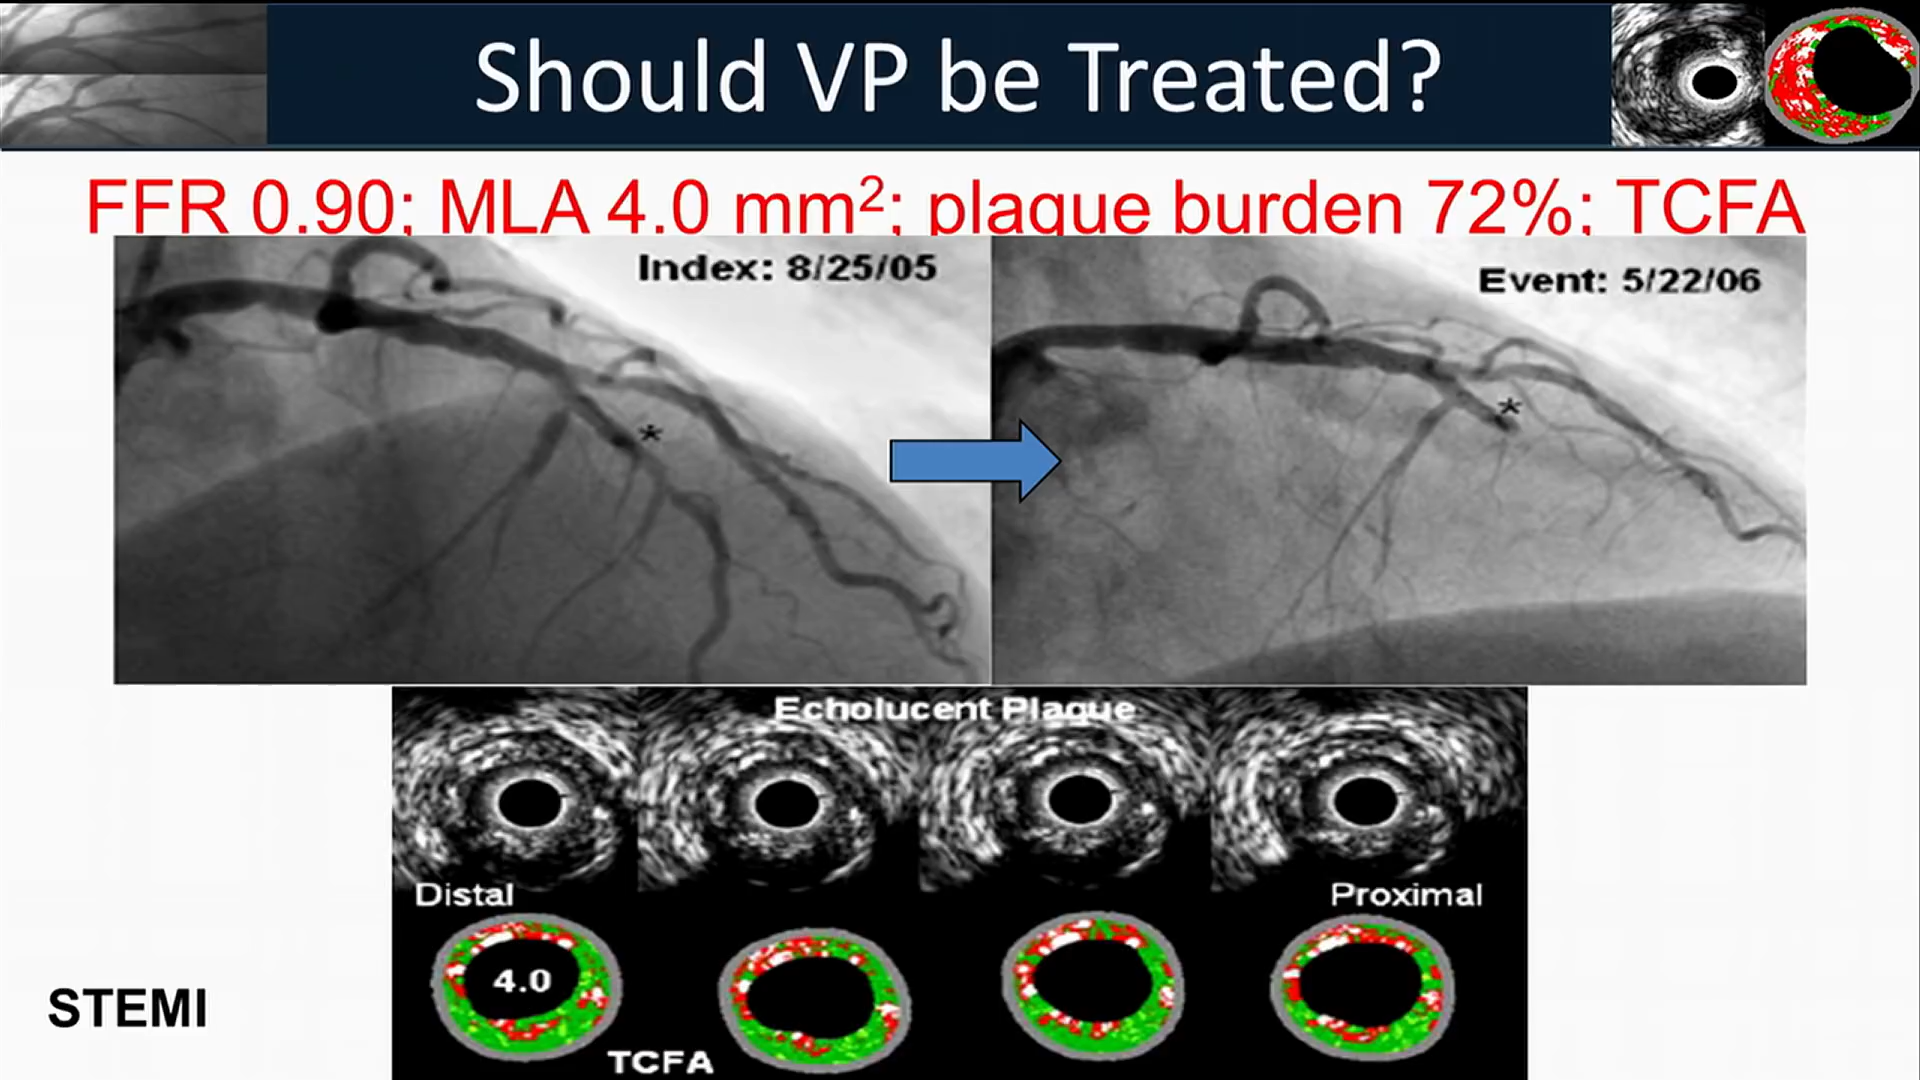 Should VP be Treated?
FFR 0.90; MLA 4.0 mm²; plaque burden 72%; TCFA
Index: 8/25/05
Event: 5/22/06
*
*
Echolucent Plaque
Distal
Proximal
4.0
STEMI
TCFA